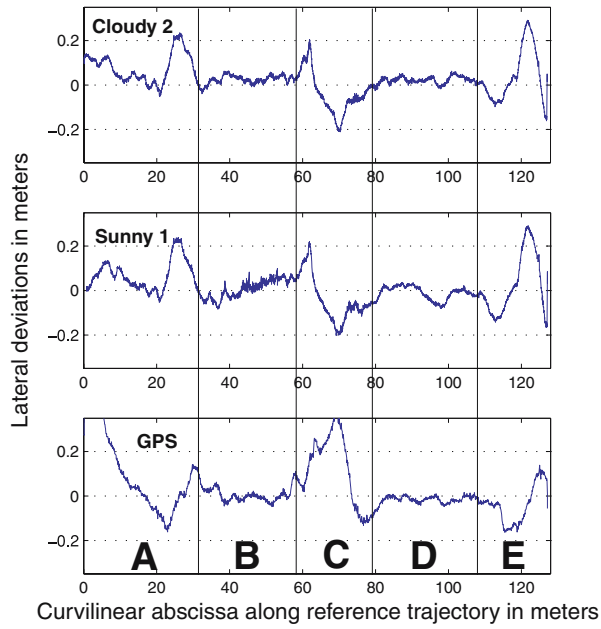 Lateral deviations in meters
Cloudy 2
0.2
0
−0.2
0 20 40 60 80 100 120
Sunny 1
0.2
0
−0.2
0 20 40 60 80 100 120
GPS
0.2
0
−0.2
A B C D E
0 20 40 60 80 100 120
Curvilinear abscissa along reference trajectory in meters